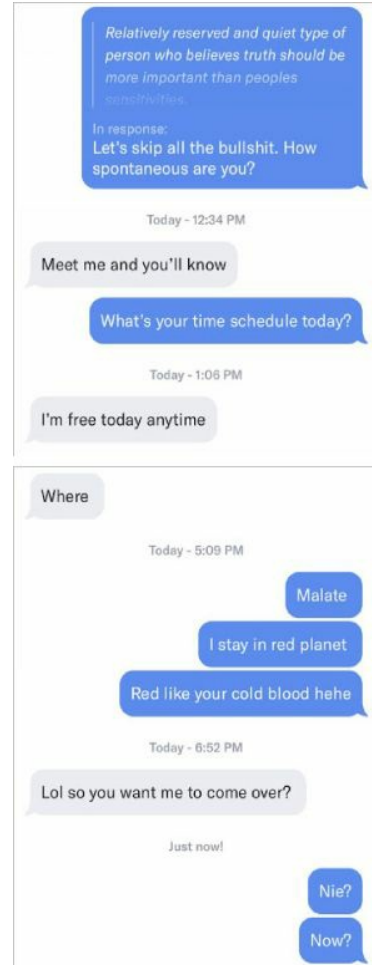 Relatively reserved and quiet type of
person who believes truth should be
more important than peoples
sensitivities.
In response:
Let's skip all the bullshit. How
spontaneous are you?
Today - 12:34 PM
Meet me and you'll know
What's your time schedule today?
Today - 1:06 PM
I'm free today anytime
Where
Today - 5:09 PM
Malate
I stay in red planet
Red like your cold blood hehe
Today - 6:52 PM
Lol so you want me to come over?
Just now!
Nie?
Now?